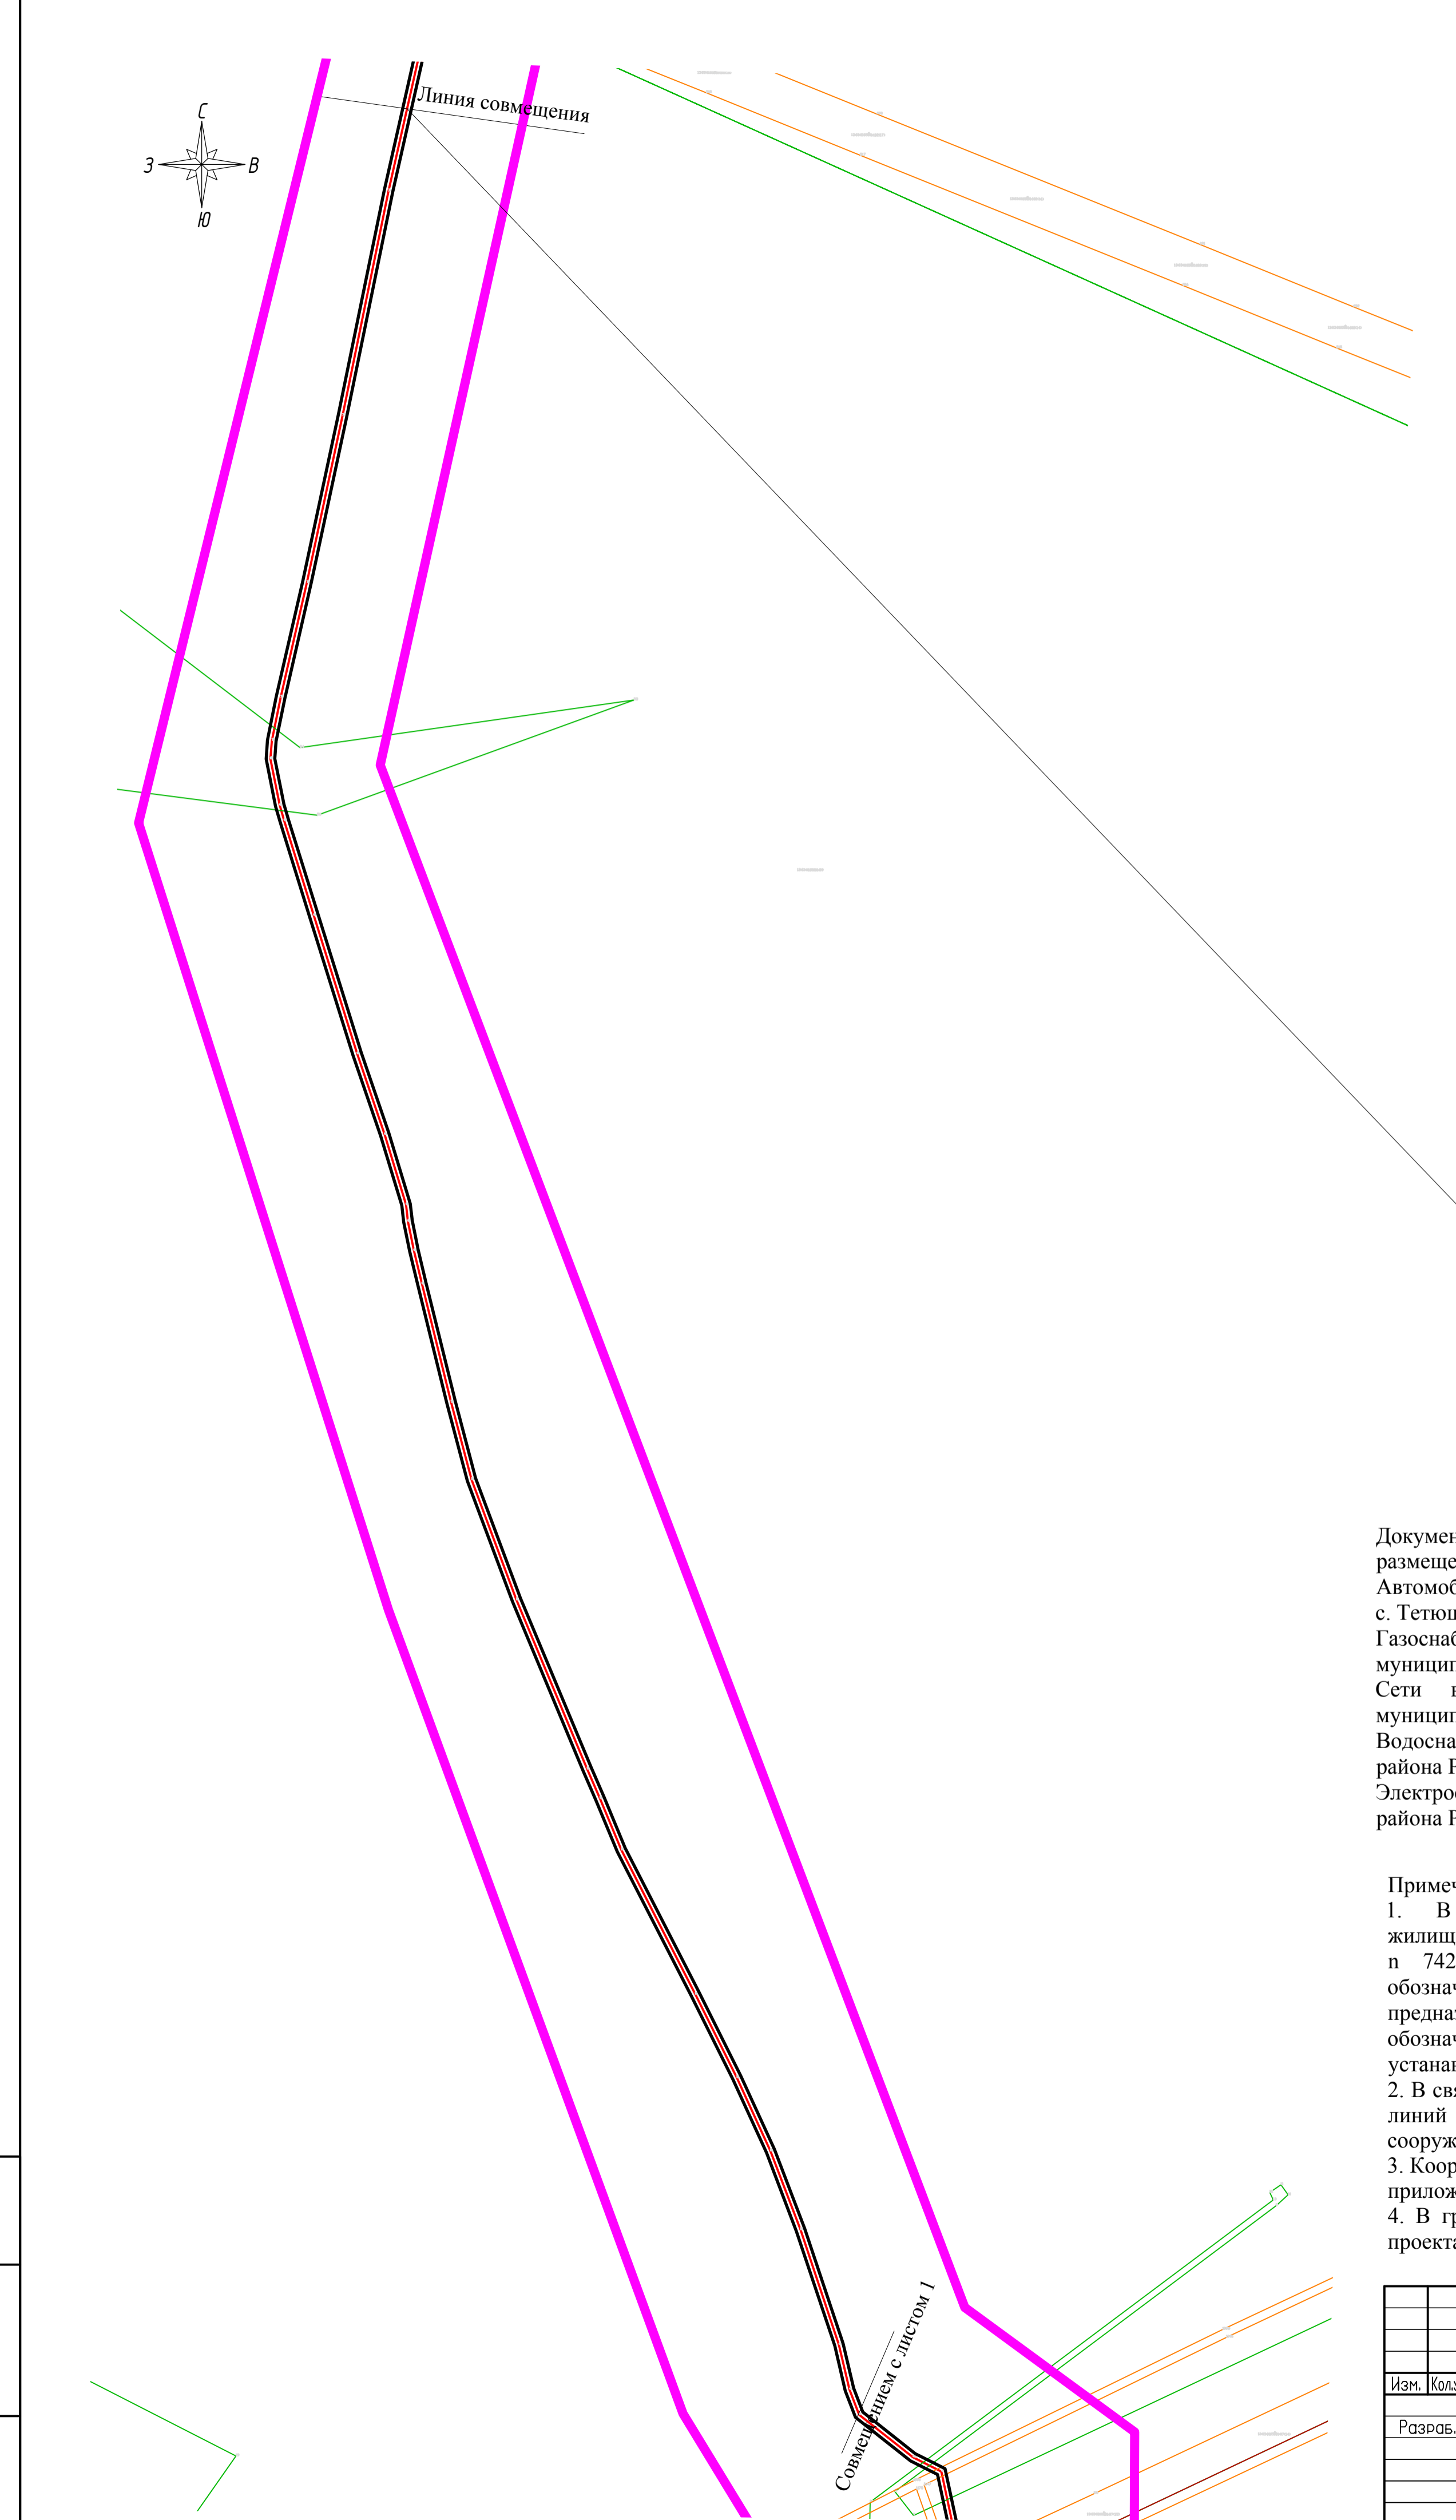 Линия совмещения
С
З
В
Ю
Докумен
размеще
Автомоб
с. Тетюш
Газоснаб
муницип
Сети в
муницип
Водосна
района Р
Электрос
района Р
Примеч
1. В
жилищ
n 742
обознач
предназ
обознач
устанав
2. В свя
линий
сооруж
3. Коор
прилож
4. В гр
проекта
Совмещением с листом 1
Изм. Кол.у
Разраб.